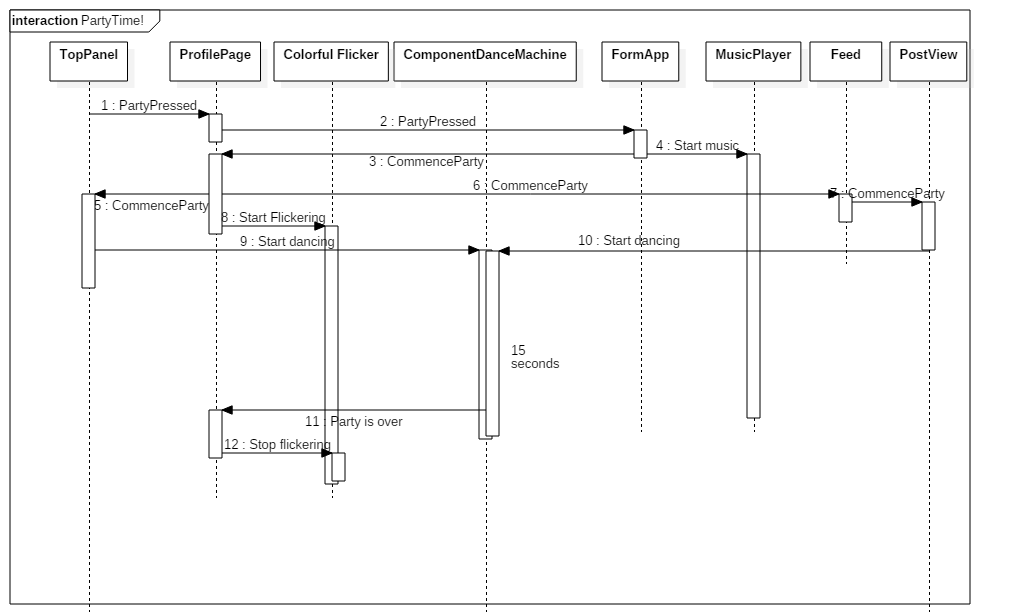 interaction PartyTime!
TopPanel
ProfilePage
Colorful Flicker
ComponentDanceMachine
FormApp
MusicPlayer
Feed
PostView
1 : PartyPressed
2 : PartyPressed
4 : Start music
3 : CommenceParty
6 : CommenceParty
7 : CommenceParty
5 : CommenceParty
8 : Start Flickering
9 : Start dancing
10 : Start dancing
15
seconds
11 : Party is over
12 : Stop flickering